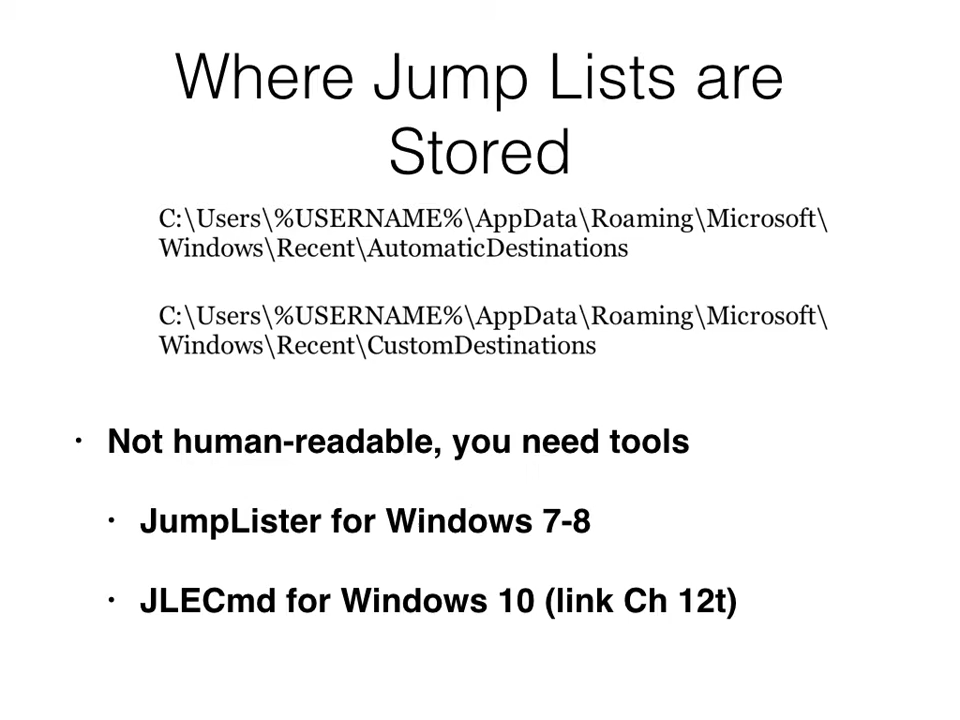 Where Jump Lists are
Stored
C:\Users\%USERNAME%\AppData\Roaming\Microsoft\
Windows\Recent\AutomaticDestinations
C:\Users\%USERNAME%\AppData\Roaming\Microsoft\
Windows\Recent\CustomDestinations
• Not human-readable, you need tools
• JumpLister for Windows 7-8
• JLECmd for Windows 10 (link Ch 12t)